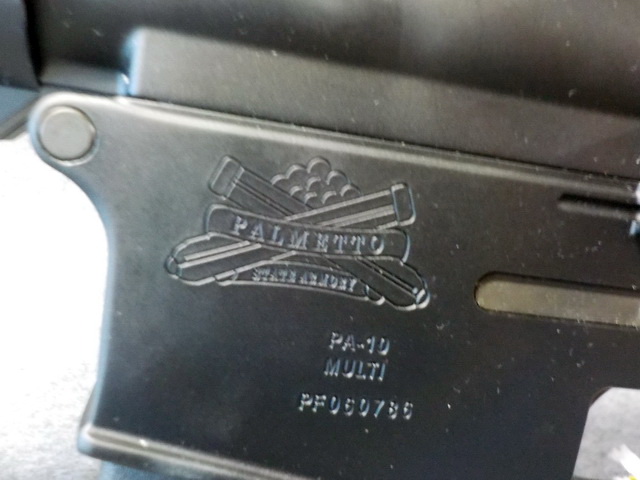 PALMETTO
STATE ARMORY
PA-10
MULTI
PF060786